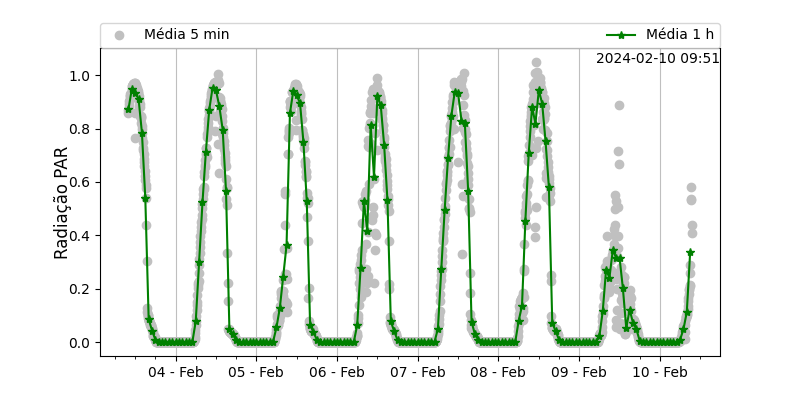 Média 5 min
Média 1 h
2024-02-10 09:51
Radiação PAR
1.0
0.8
0.6
0.4
0.2
0.0
04 - Feb
05 - Feb
06 - Feb
07 - Feb
08 - Feb
09 - Feb
10 - Feb